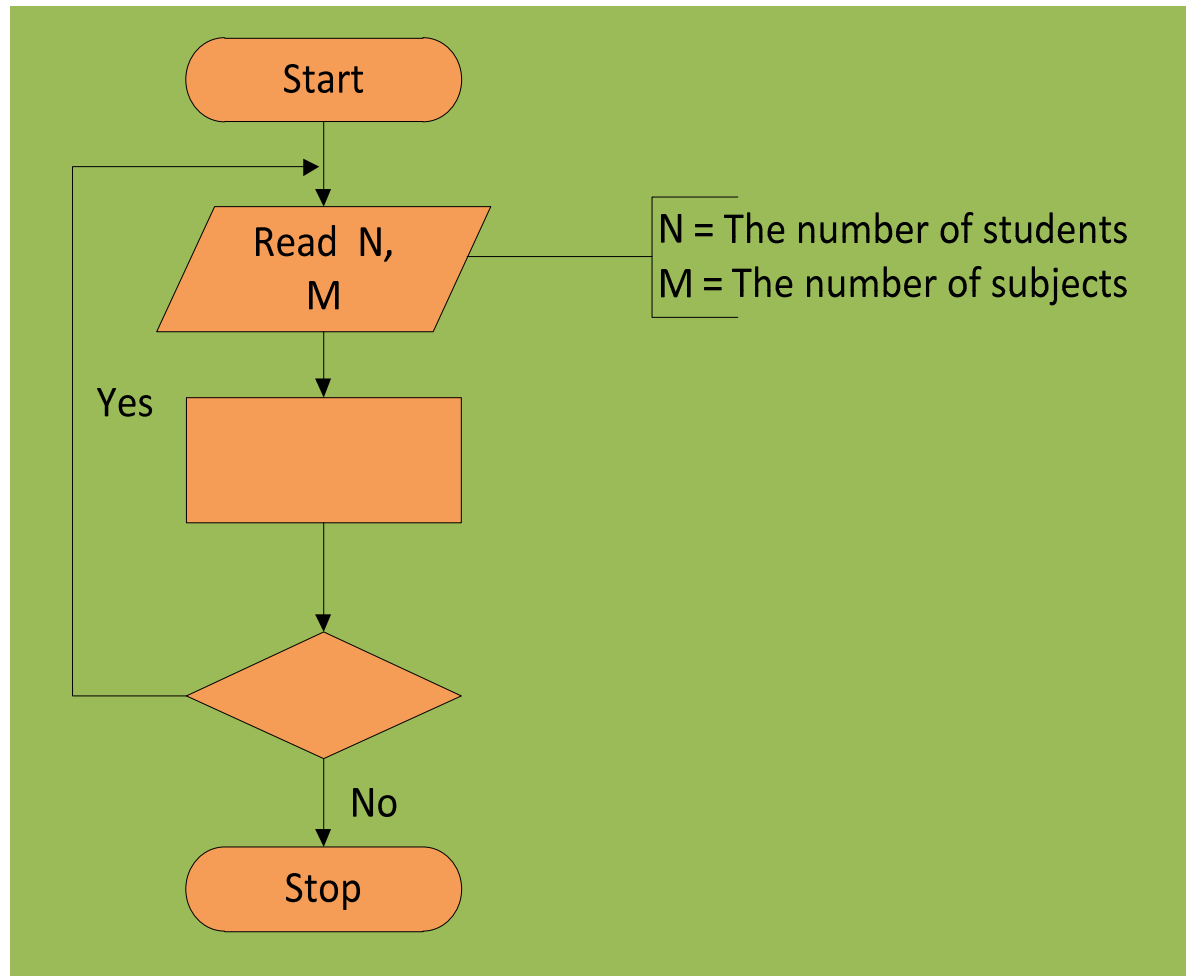 Start
Read N,
M
N = The number of students
M = The number of subjects
Yes
No
Stop